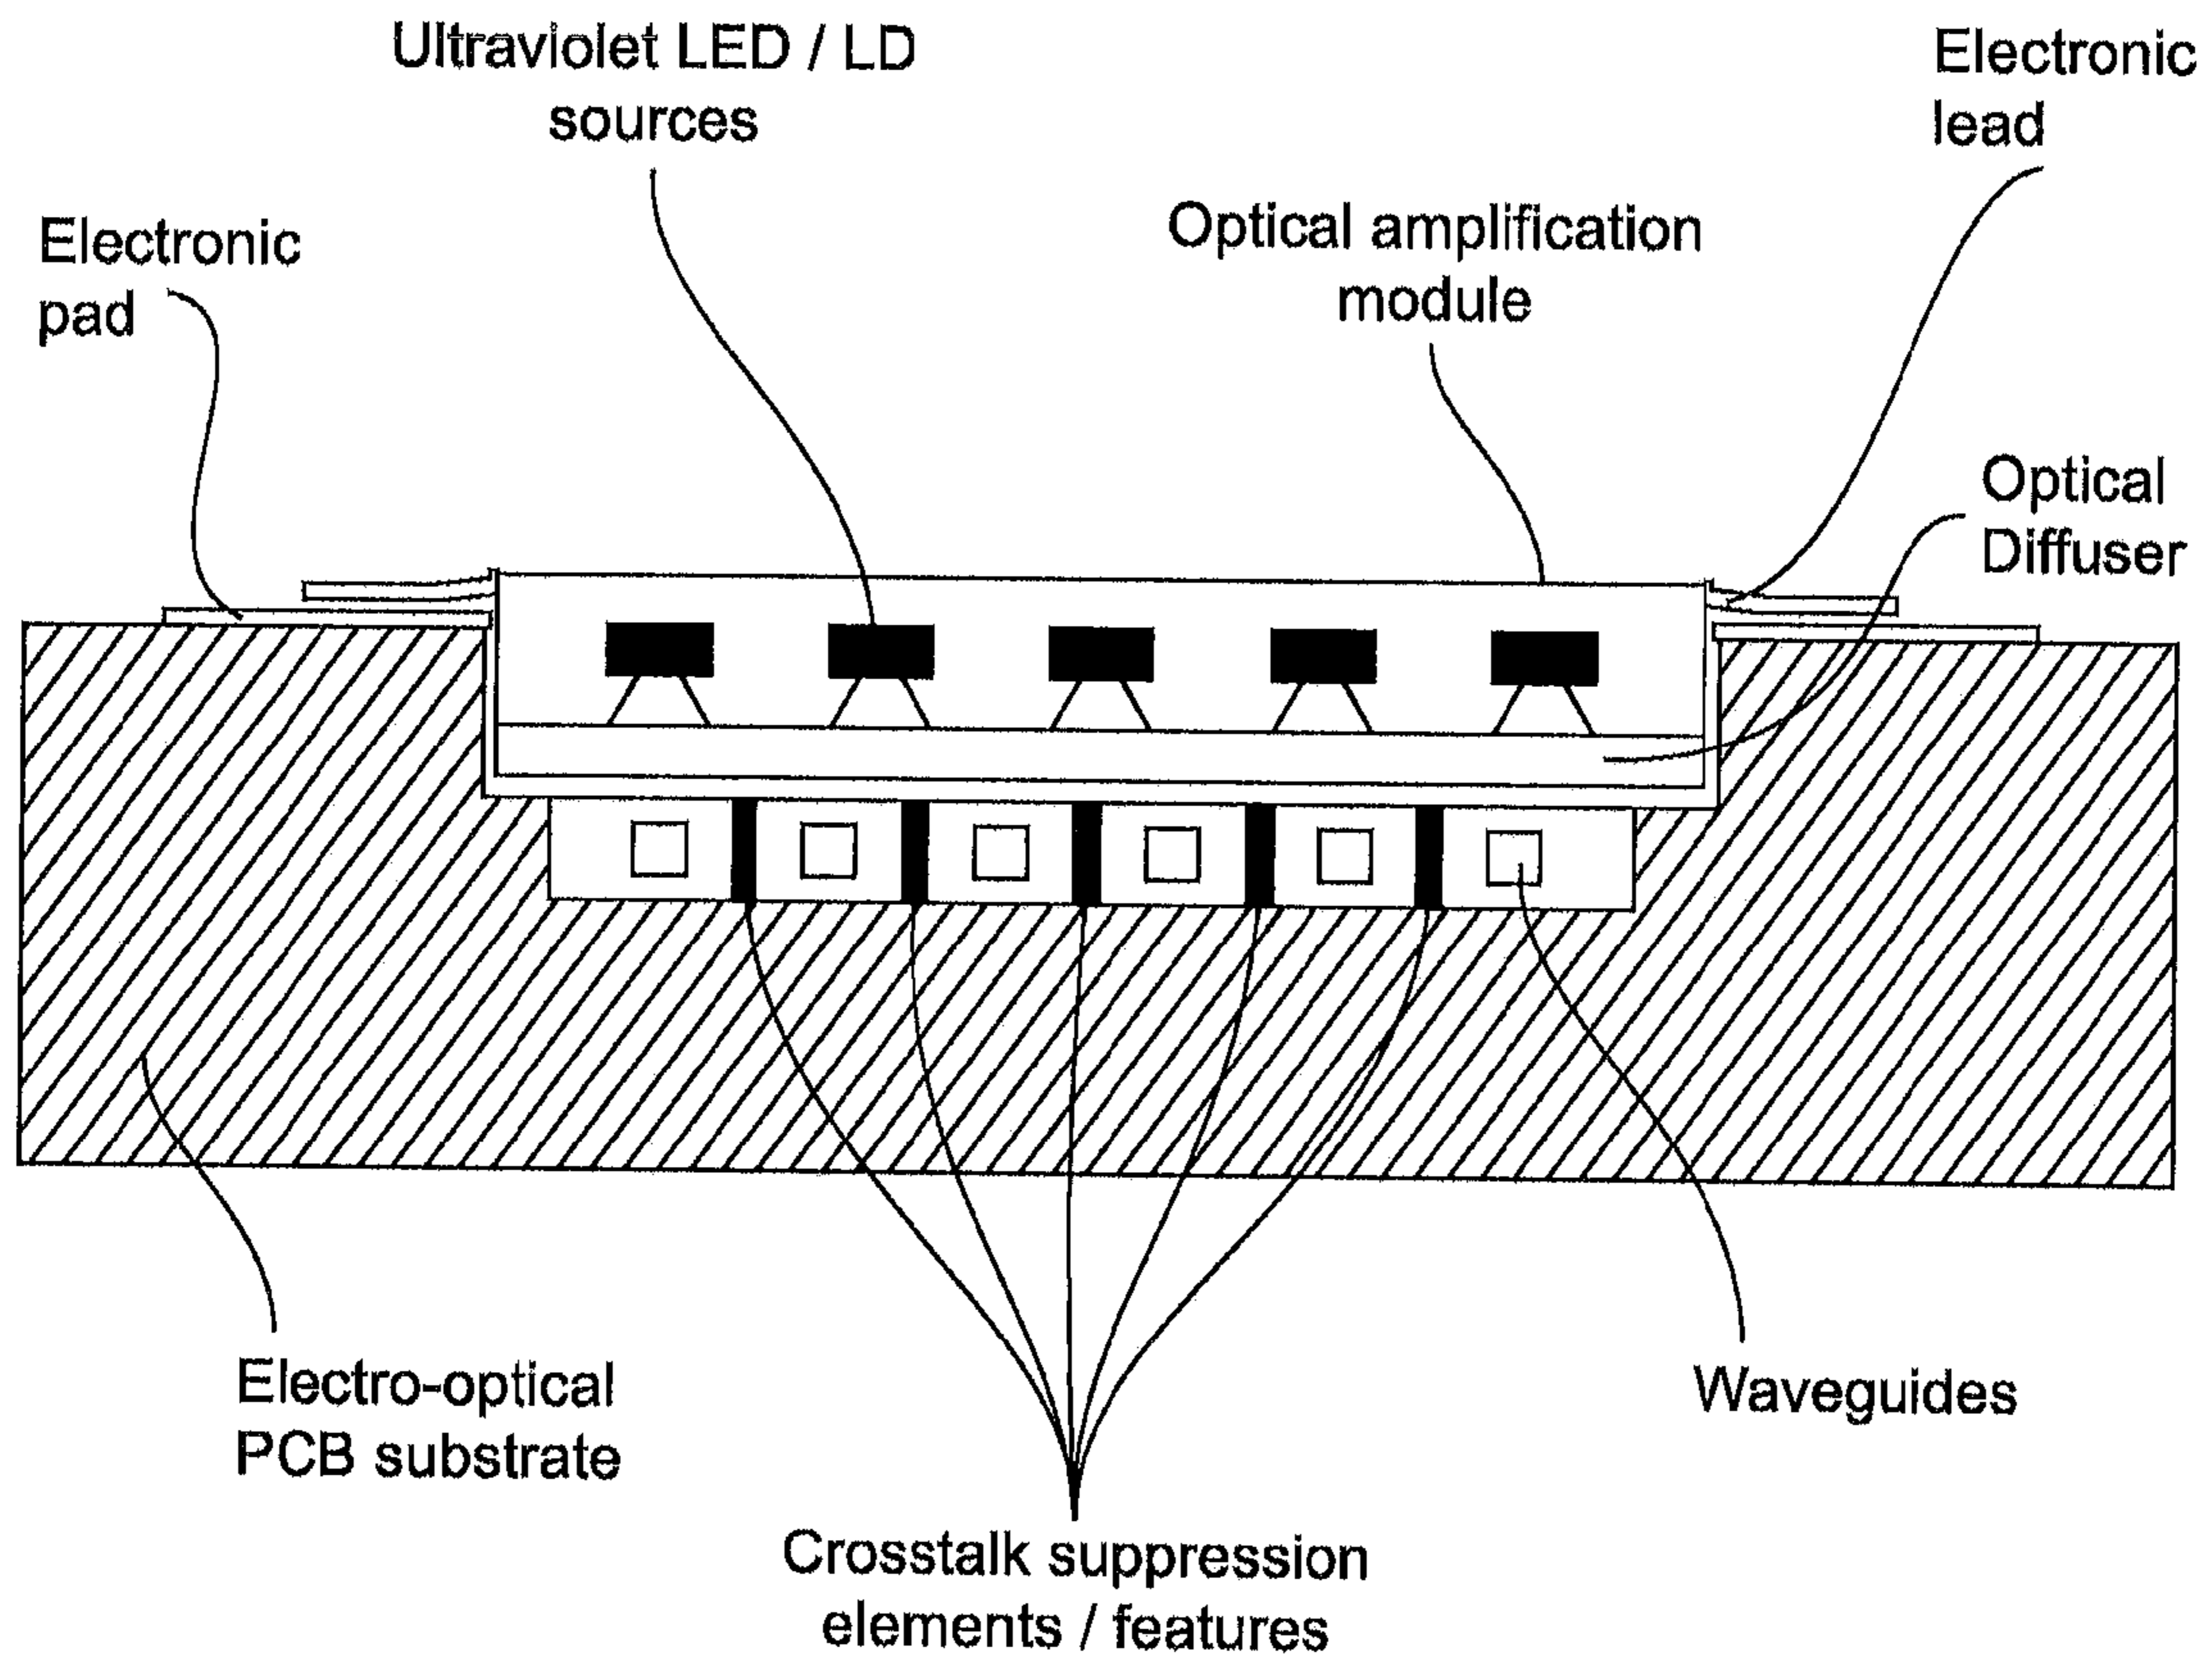 Ultraviolet LED / LD
sources
Electronic
lead
Electronic
pad
Optical amplification
module
Optical
Diffuser
Electro-optical
PCB substrate
Waveguides
Crosstalk suppression
elements / features